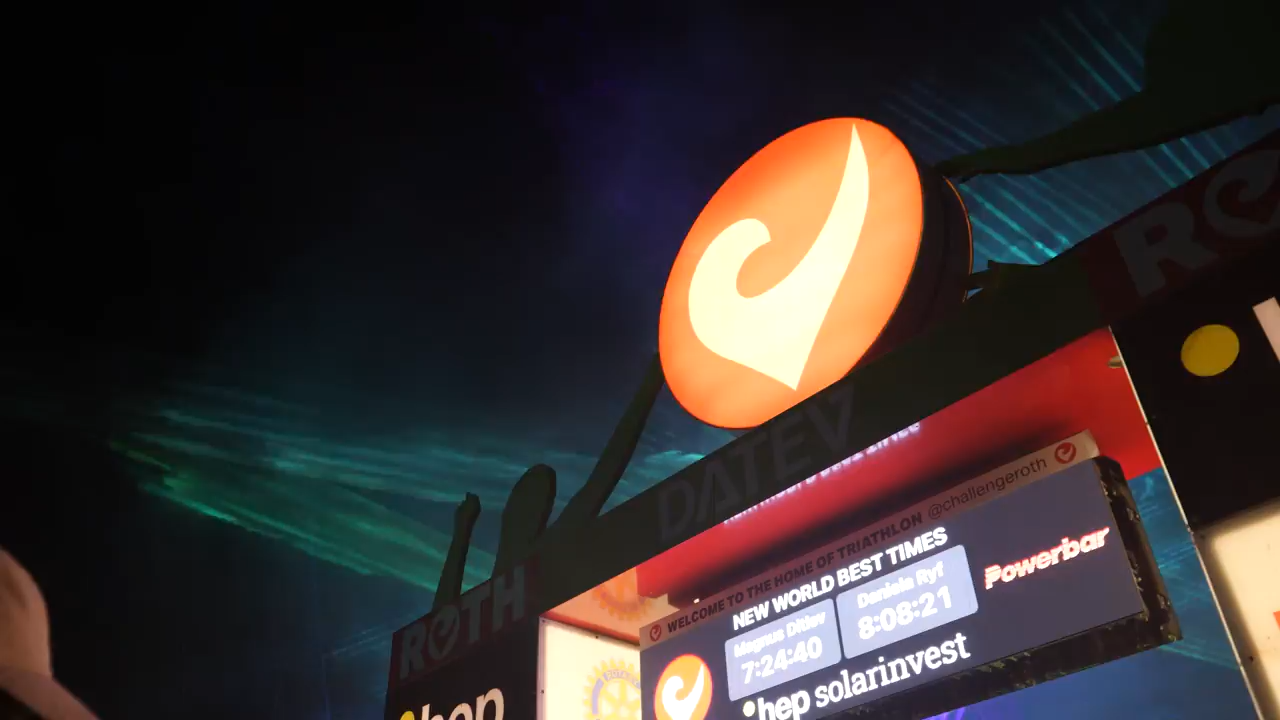 DATEV
ROTH
WELCOME TO THE HOME OF TRIATHLON @challengeroth
NEW WORLD BEST TIMES
Magnus Ditlev
7:24:40
Daniela Ryf
8:08:21
Powerbar
hep solarinvest
hep